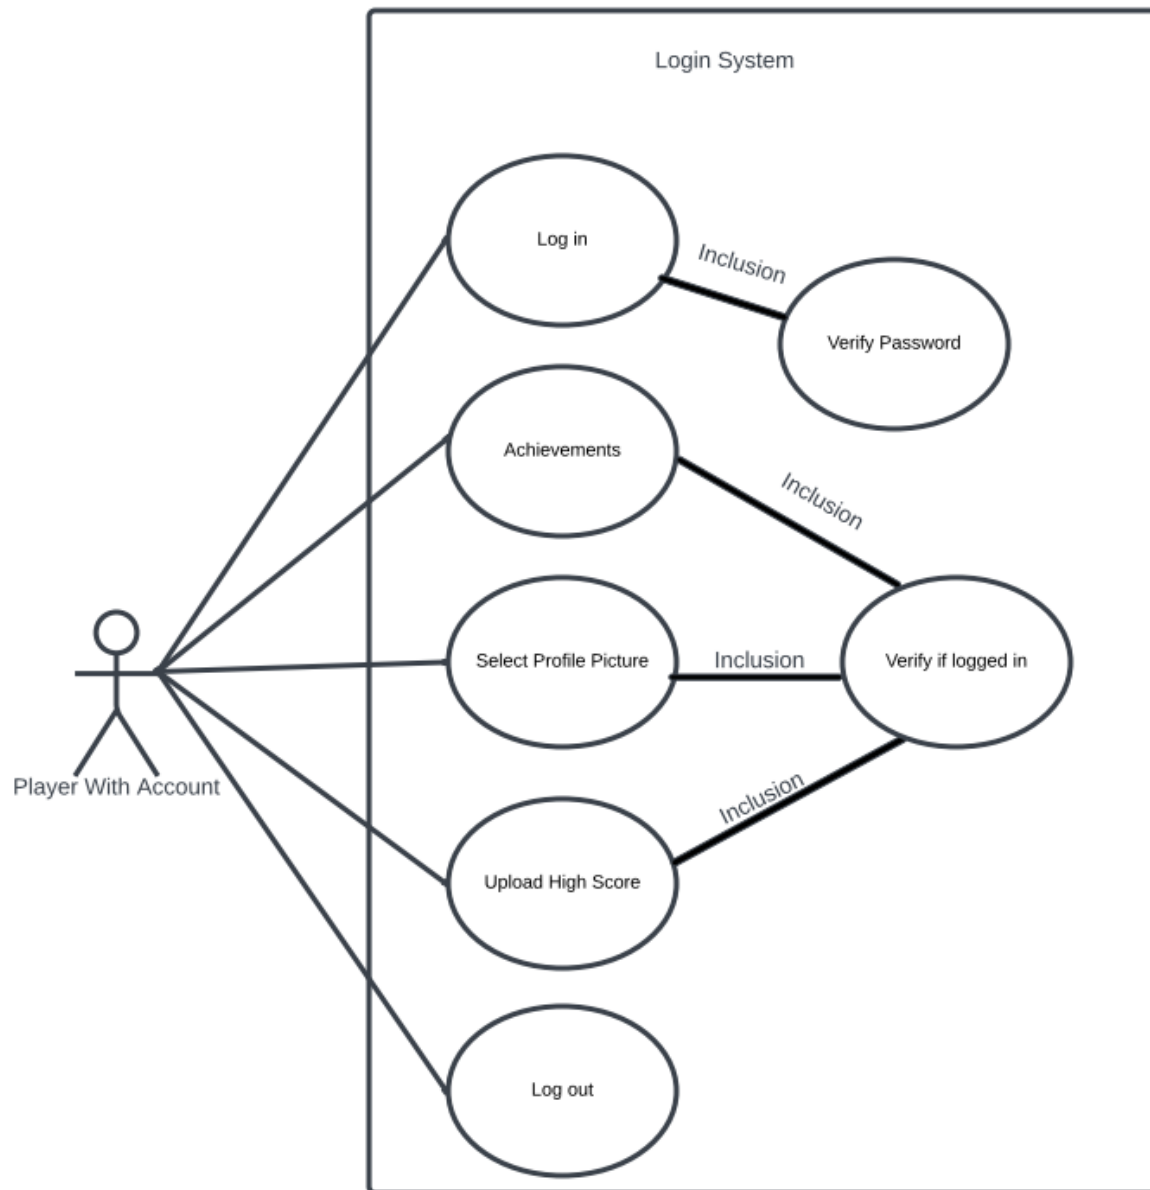 Login System
Log in
Inclusion
Verify Password
Achievements
Inclusion
Select Profile Picture
Inclusion
Verify if logged in
Player With Account
Inclusion
Upload High Score
Log out